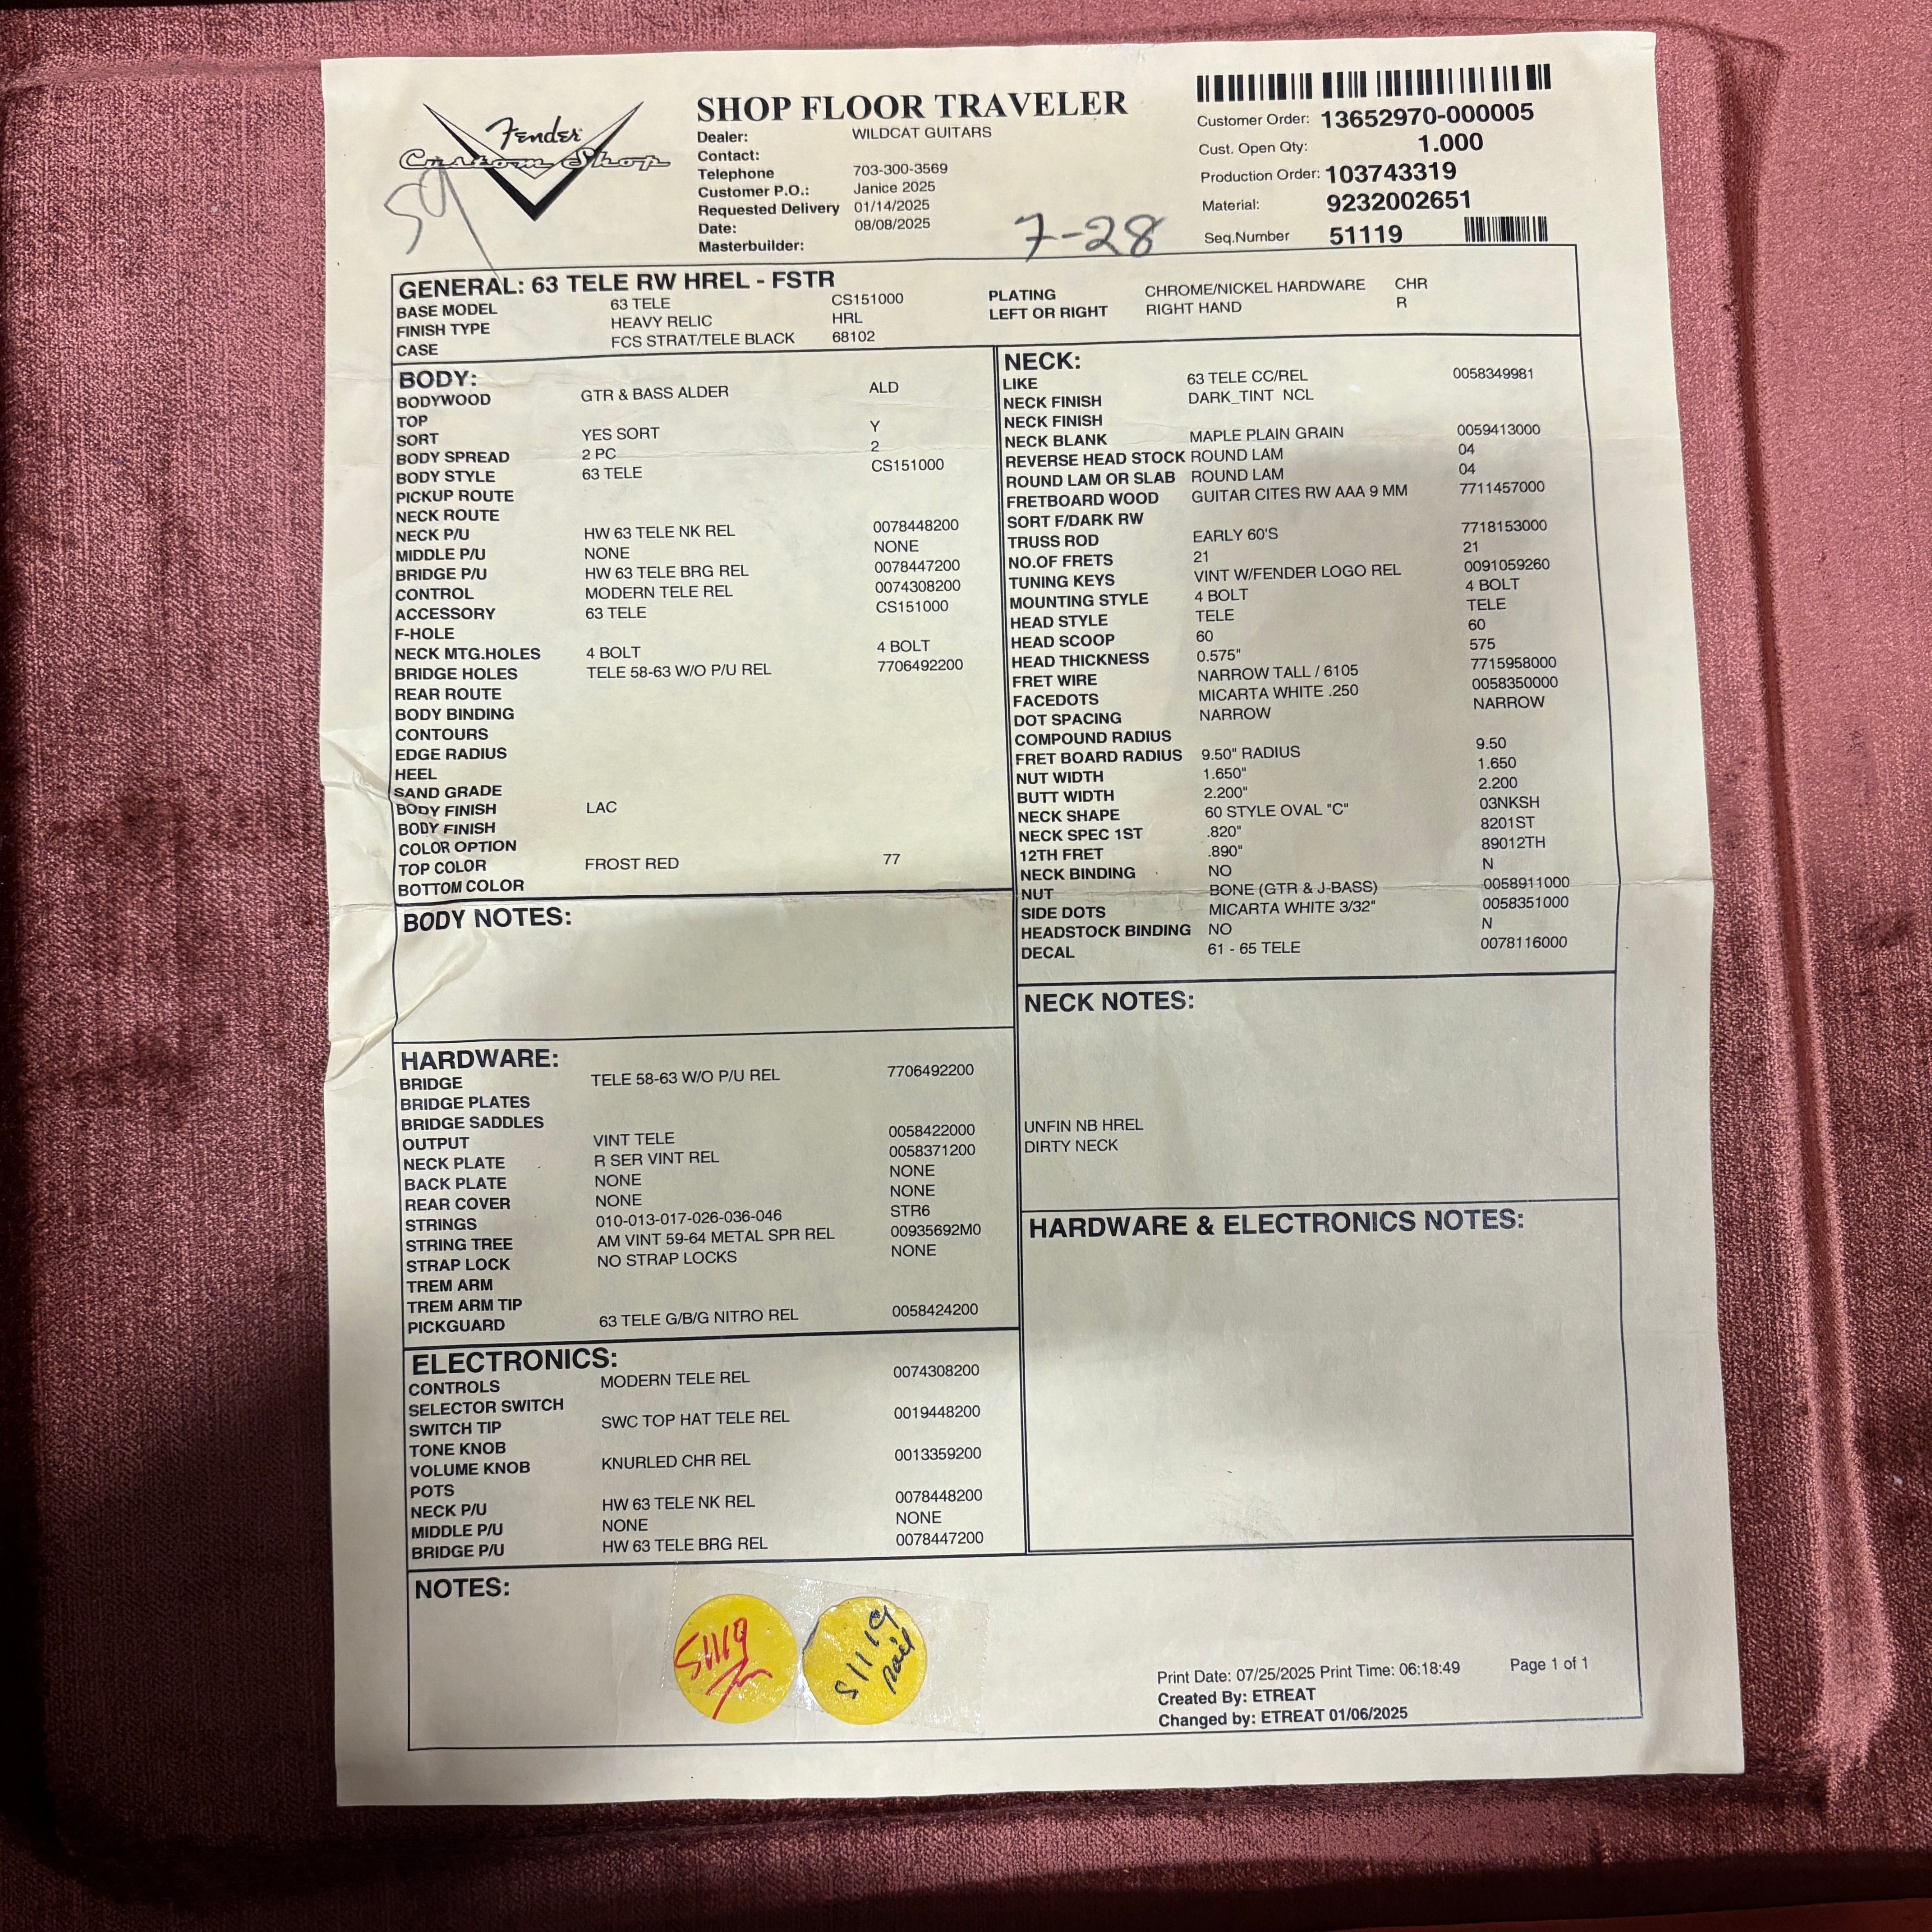 Fender
Custom Shop
59
SHOP FLOOR TRAVELER
Dealer: WILDCAT GUITARS
Contact:
Telephone 703-300-3569
Customer P.O.: Janice 2025
Requested Delivery 01/14/2025
Date: 08/08/2025
Masterbuilder:
7-28
Customer Order: 13652970-000005
Cust. Open Qty: 1.000
Production Order: 103743319
Material: 9232002651
Seq.Number 51119
GENERAL: 63 TELE RW HREL - FSTR
BASE MODEL 63 TELE CS151000
FINISH TYPE HEAVY RELIC HRL
CASE FCS STRAT/TELE BLACK 68102
PLATING CHROME/NICKEL HARDWARE CHR
LEFT OR RIGHT RIGHT HAND R
BODY:
BODYWOOD GTR & BASS ALDER ALD
TOP
SORT YES SORT Y
BODY SPREAD 2 PC 2
BODY STYLE 63 TELE CS151000
PICKUP ROUTE
NECK ROUTE
NECK P/U HW 63 TELE NK REL 0078448200
MIDDLE P/U NONE NONE
BRIDGE P/U HW 63 TELE BRG REL 0078447200
CONTROL MODERN TELE REL 0074308200
ACCESSORY 63 TELE CS151000
F-HOLE
NECK MTG.HOLES 4 BOLT 4 BOLT
BRIDGE HOLES TELE 58-63 W/O P/U REL 7706492200
REAR ROUTE
BODY BINDING
CONTOURS
EDGE RADIUS
HEEL
SAND GRADE
BODY FINISH LAC
BODY FINISH
COLOR OPTION
TOP COLOR FROST RED 77
BOTTOM COLOR
BODY NOTES:
HARDWARE:
BRIDGE TELE 58-63 W/O P/U REL 7706492200
BRIDGE PLATES
BRIDGE SADDLES
OUTPUT VINT TELE 0058422000
NECK PLATE R SER VINT REL 0058371200
BACK PLATE NONE NONE
REAR COVER NONE NONE
STRINGS 010-013-017-026-036-046 STR6
STRING TREE AM VINT 59-64 METAL SPR REL 00935692M0
STRAP LOCK NO STRAP LOCKS NONE
TREM ARM
TREM ARM TIP
PICKGUARD 63 TELE G/B/G NITRO REL 0058424200
ELECTRONICS:
CONTROLS MODERN TELE REL 0074308200
SELECTOR SWITCH
SWITCH TIP SWC TOP HAT TELE REL 0019448200
TONE KNOB
VOLUME KNOB KNURLED CHR REL 0013359200
POTS
NECK P/U HW 63 TELE NK REL 0078448200
MIDDLE P/U NONE NONE
BRIDGE P/U HW 63 TELE BRG REL 0078447200
NECK:
LIKE 63 TELE CC/REL 0058349981
NECK FINISH DARK_TINT NCL
NECK FINISH
NECK BLANK MAPLE PLAIN GRAIN 0059413000
REVERSE HEAD STOCK ROUND LAM 04
ROUND LAM OR SLAB ROUND LAM 04
FRETBOARD WOOD GUITAR CITES RW AAA 9 MM 7711457000
SORT F/DARK RW
TRUSS ROD EARLY 60'S 7718153000
NO.OF FRETS 21 21
TUNING KEYS VINT W/FENDER LOGO REL 0091059260
MOUNTING STYLE 4 BOLT 4 BOLT
HEAD STYLE TELE TELE
HEAD SCOOP 60 60
HEAD THICKNESS 0.575" 575
FRET WIRE NARROW TALL / 6105 7715958000
FACEDOTS MICARTA WHITE .250 0058350000
DOT SPACING NARROW NARROW
COMPOUND RADIUS
FRET BOARD RADIUS 9.50" RADIUS 9.50
NUT WIDTH 1.650" 1.650
BUTT WIDTH 2.200" 2.200
NECK SHAPE 60 STYLE OVAL "C" 03NKSH
NECK SPEC 1ST .820" 8201ST
12TH FRET .890" 89012TH
NECK BINDING NO N
NUT BONE (GTR & J-BASS) 0058911000
SIDE DOTS MICARTA WHITE 3/32" 0058351000
HEADSTOCK BINDING NO N
DECAL 61 - 65 TELE 0078116000
NECK NOTES:
UNFIN NB HREL
DIRTY NECK
HARDWARE & ELECTRONICS NOTES:
NOTES:
51119
51119
Print Date: 07/25/2025 Print Time: 06:18:49 Page 1 of 1
Created By: ETREAT
Changed by: ETREAT 01/06/2025